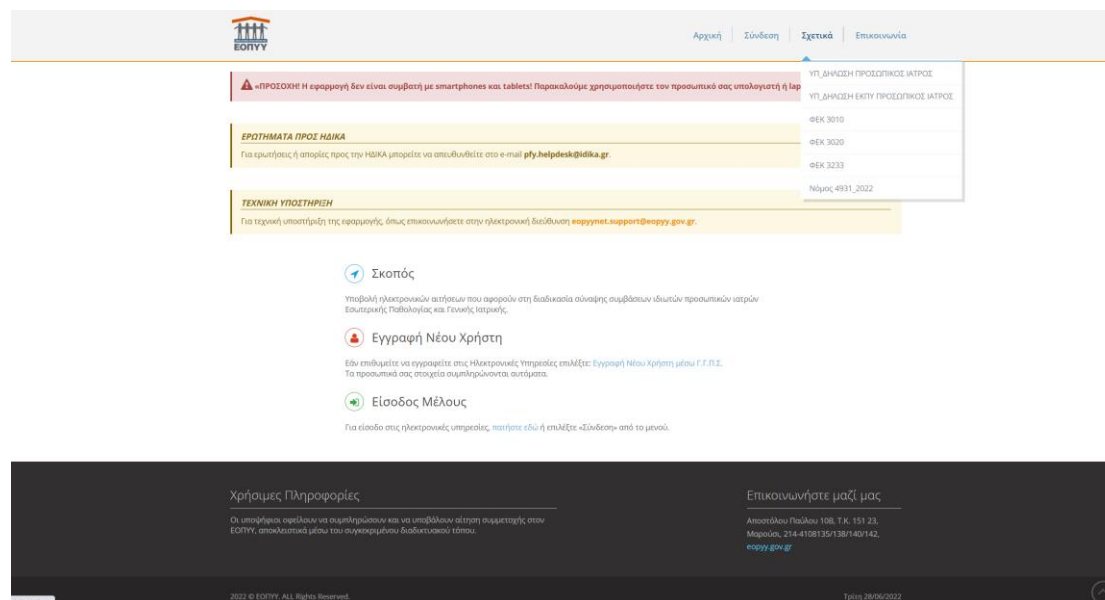 ΕΟΠΥΥ
Αρχική
Σύνδεση
Σχετικά
Επικοινωνία
ΥΠ_ΔΗΛΩΣΗ ΠΡΟΣΩΠΙΚΟΣ ΙΑΤΡΟΣ
ΥΠ_ΔΗΛΩΣΗ ΕΚΠΥ ΠΡΟΣΩΠΙΚΟΣ ΙΑΤΡΟΣ
ΦΕΚ 3010
ΦΕΚ 3020
ΦΕΚ 3233
Νόμος 4931_2022
«ΠΡΟΣΟΧΗ! Η εφαρμογή δεν είναι συμβατή με smartphones και tablets! Παρακαλούμε χρησιμοποιήστε τον προσωπικό σας υπολογιστή ή lap
ΕΡΩΤΗΜΑΤΑ ΠΡΟΣ ΗΔΙΚΑ
Για ερωτήσεις ή απορίες προς την ΗΔΙΚΑ μπορείτε να απευθυνθείτε στο e-mail pfy.helpdesk@idika.gr.
ΤΕΧΝΙΚΗ ΥΠΟΣΤΗΡΙΞΗ
Για τεχνική υποστήριξη της εφαρμογής, όπως επικοινωνήσετε στην ηλεκτρονική διεύθυνση eopyynet.support@eopyy.gov.gr.
Σκοπός
Υποβολή ηλεκτρονικών αιτήσεων που αφορούν στη διαδικασία σύναψης συμβάσεων ιδιωτών προσωπικών ιατρών
Εσωτερικής Παθολογίας και Γενικής Ιατρικής.
Εγγραφή Νέου Χρήστη
Εάν επιθυμείτε να εγγραφείτε στις Ηλεκτρονικές Υπηρεσίες επιλέξτε: Εγγραφή Νέου Χρήστη μέσω Γ.Γ.Π.Σ.
Τα προσωπικά σας στοιχεία συμπληρώνονται αυτόματα.
Είσοδος Μέλους
Για είσοδο στις ηλεκτρονικές υπηρεσίες, πατήστε εδώ ή επιλέξτε «Σύνδεση» από το μενού.
Χρήσιμες Πληροφορίες
Οι υποψήφιοι οφείλουν να συμπληρώσουν και να υποβάλουν αίτηση συμμετοχής στον
ΕΟΠΥΥ, αποκλειστικά μέσω του συγκεκριμένου διαδικτυακού τόπου.
Επικοινωνήστε μαζί μας
Αποστόλου Παύλου 10Β, Τ.Κ. 151 23,
Μαρούσι, 214-4108135/138/140/142,
eopyy.gov.gr
2022 © ΕΟΠΥΥ. ALL Rights Reserved.
Τρίτη 28/06/2022